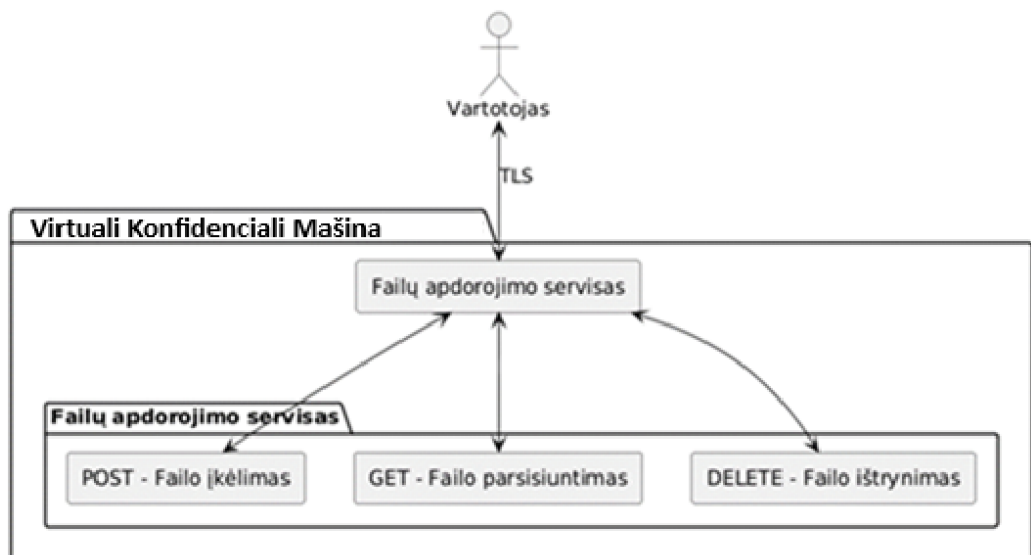 Vartotojas
TLS
Virtuali Konfidenciali Mašina
Failų apdorojimo servisas
Failų apdorojimo servisas
POST - Failo įkėlimas
GET - Failo parsisiuntimas
DELETE - Failo ištrynimas